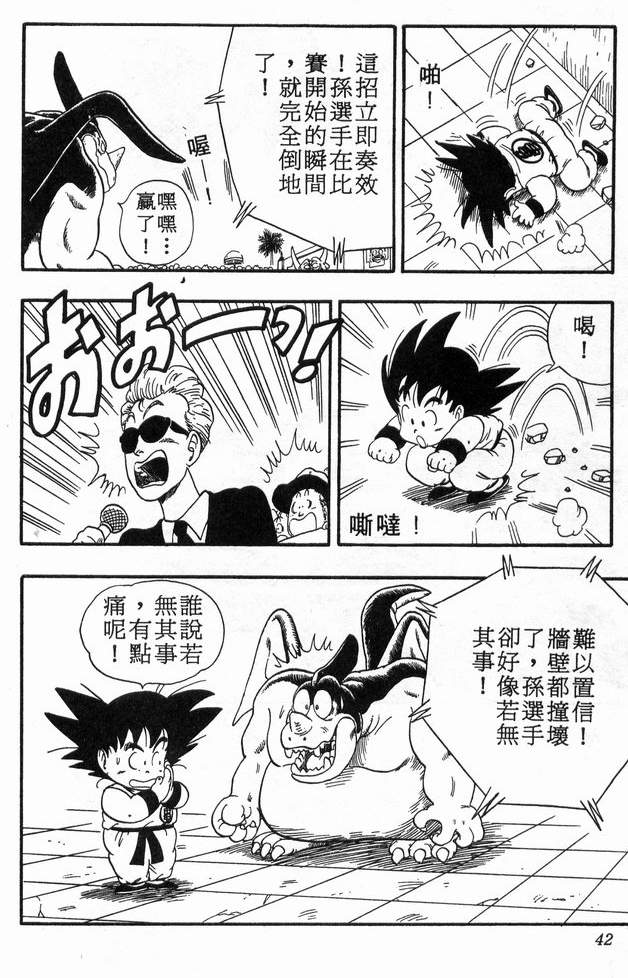 啪！
這招立即奏效
！孫選手在比
賽開始的瞬間
，就完全倒地
了！
喔—！
嘿嘿…
贏了！
喝！
嘶噠！
おおーっ！
難以置信！
牆壁都撞壞
了，孫選手
卻好像若無
其事！
誰說若
無其事
，有點
痛呢！
42